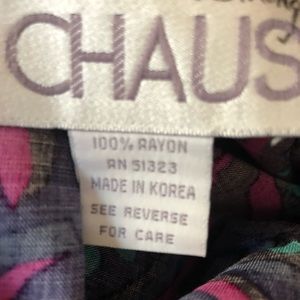 CHAUS
100% RAYON
RN 51323
MADE IN KOREA
SEE REVERSE
FOR CARE